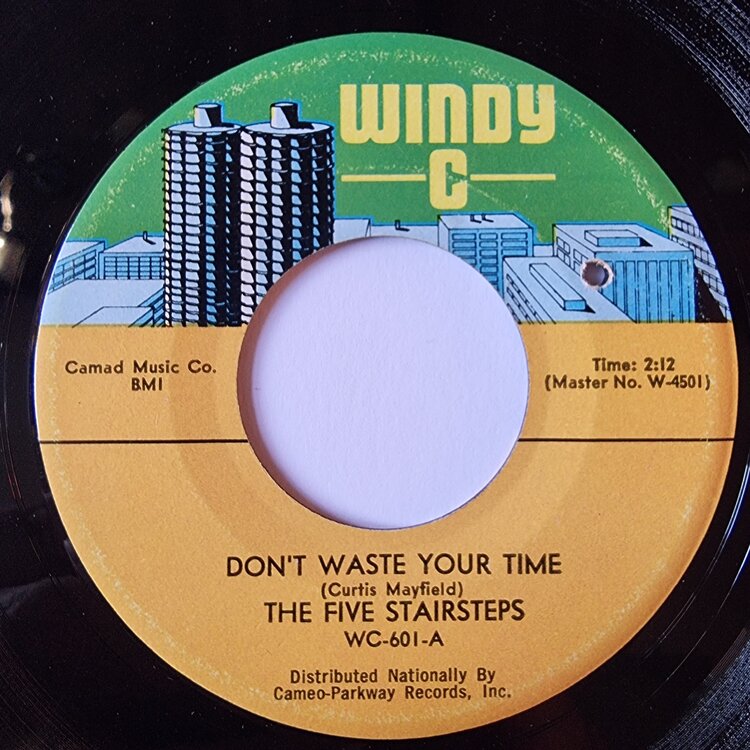 WINDY
C
Camad Music Co.
BMI
Time: 2:12
(Master No. W-4501)
DON'T WASTE YOUR TIME
(Curtis Mayfield)
THE FIVE STAIRSTEPS
WC-601-A
Distributed Nationally By
Cameo-Parkway Records, Inc.